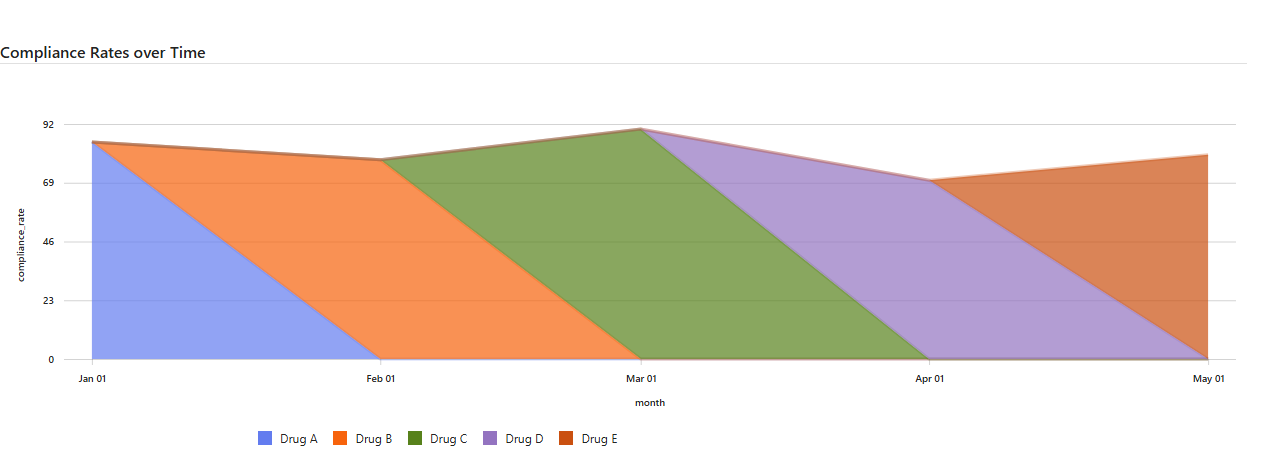 Compliance Rates over Time
92
69
46
23
0
compliance_rate
Jan 01 Feb 01 Mar 01 Apr 01 May 01
month
Drug A Drug B Drug C Drug D Drug E